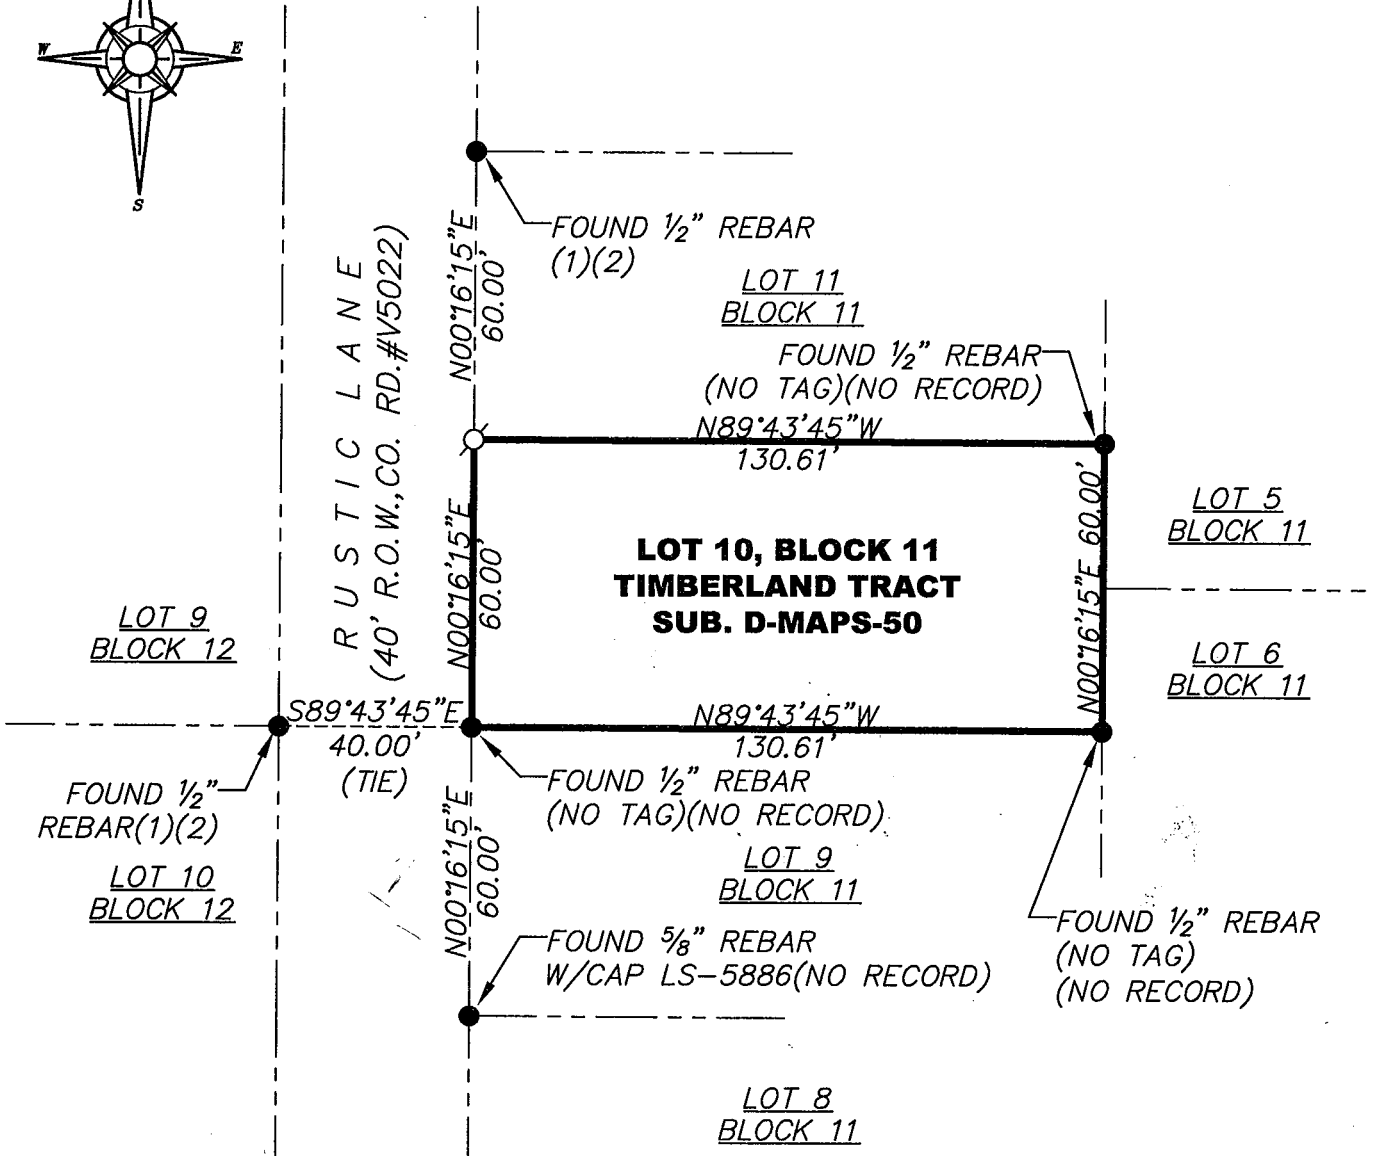 W
E
S
FOUND ½" REBAR
(1)(2)
N00°16'15"E
60.00'
LOT 11
BLOCK 11
RUSTIC LANE
(40' R.O.W.,CO. RD.#V5022)
FOUND ½" REBAR
(NO TAG)(NO RECORD)
N89°43'45"W
130.61'
N00°16'15"E
60.00'
LOT 10, BLOCK 11
TIMBERLAND TRACT
SUB. D-MAPS-50
N00°16'15"E 60.00'
LOT 5
BLOCK 11
LOT 9
BLOCK 12
LOT 6
BLOCK 11
S89°43'45"E
40.00'
(TIE)
N89°43'45"W
130.61'
FOUND ½"
REBAR(1)(2)
FOUND ½" REBAR
(NO TAG)(NO RECORD)
LOT 10
BLOCK 12
N00°16'15"E
60.00'
LOT 9
BLOCK 11
FOUND ⅝" REBAR
W/CAP LS-5886(NO RECORD)
FOUND ½" REBAR
(NO TAG)
(NO RECORD)
LOT 8
BLOCK 11